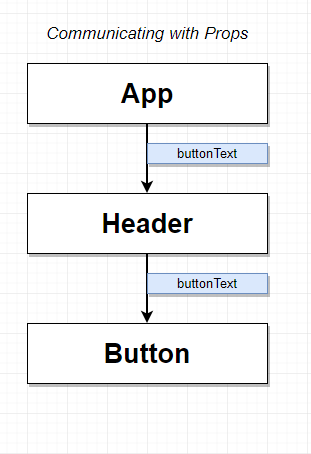 Communicating with Props
App
buttonText
Header
buttonText
Button